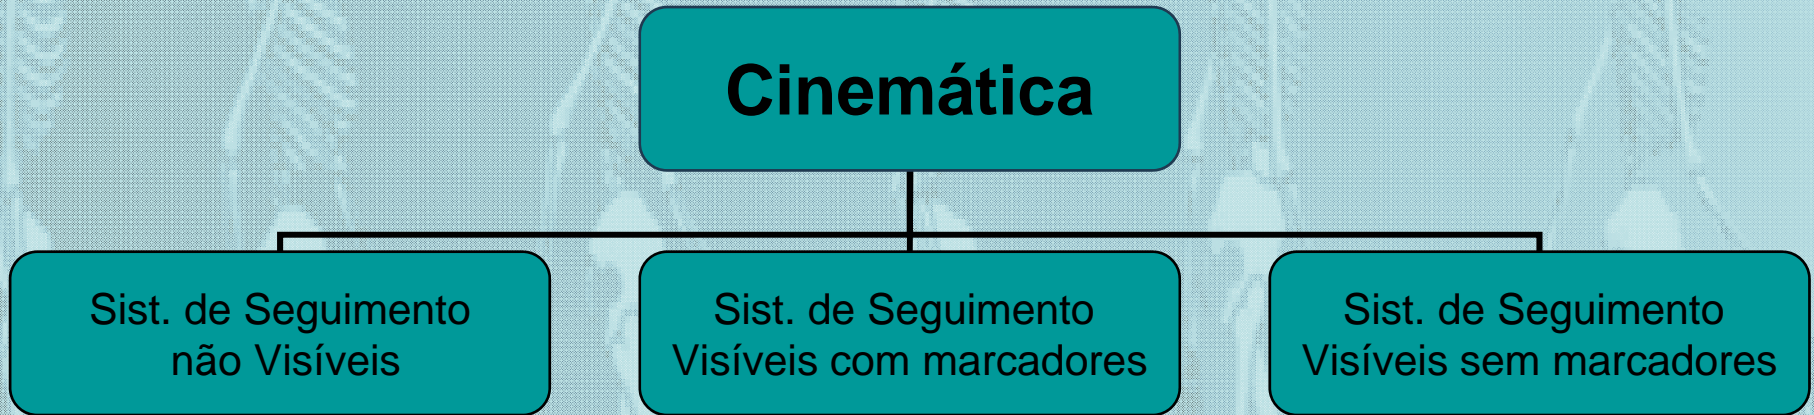 Cinemática
Sist. de Seguimento
não Visíveis
Sist. de Seguimento
Visíveis com marcadores
Sist. de Seguimento
Visíveis sem marcadores